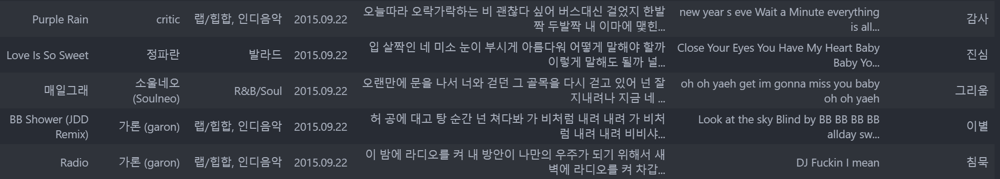 Purple Rain critic 랩/힙합, 인디음악 2015.09.22 오늘따라 오락가락하는 비 괜찮다 싶어 버스대신 걸었지 한발짝 두발짝 내 이마에 맺힌... new year s eve Wait a Minute everything is all... 감사
Love Is So Sweet 정파란 발라드 2015.09.22 입 살짝인 네 미소 눈이 부시게 아름다워 어떻게 말해야 할까 이렇게 말해도 될까 널... Close Your Eyes You Have My Heart Baby Baby Yo... 진심
매일그래 소울네오 (Soulneo) R&B/Soul 2015.09.22 오랜만에 문을 나서 너와 걷던 그 골목을 다시 걷고 있어 넌 잘 지내려나 지금 네 ... oh oh yaeh get im gonna miss you baby oh oh yaeh 그리움
BB Shower (JDD Remix) 가론 (garon) 랩/힙합, 인디음악 2015.09.22 허 공에 대고 탕 순간 넌 쳐다봐 가 비처럼 내려 내려 가 비처럼 내려 내려 비비샤... Look at the sky Blind by BB BB BB BB allday sw... 이별
Radio 가론 (garon) 랩/힙합, 인디음악 2015.09.22 이 밤에 라디오를 켜 내 방안이 나만의 우주가 되기 위해서 새벽에 라디오를 켜 차갑... DJ Fuckin I mean 침묵